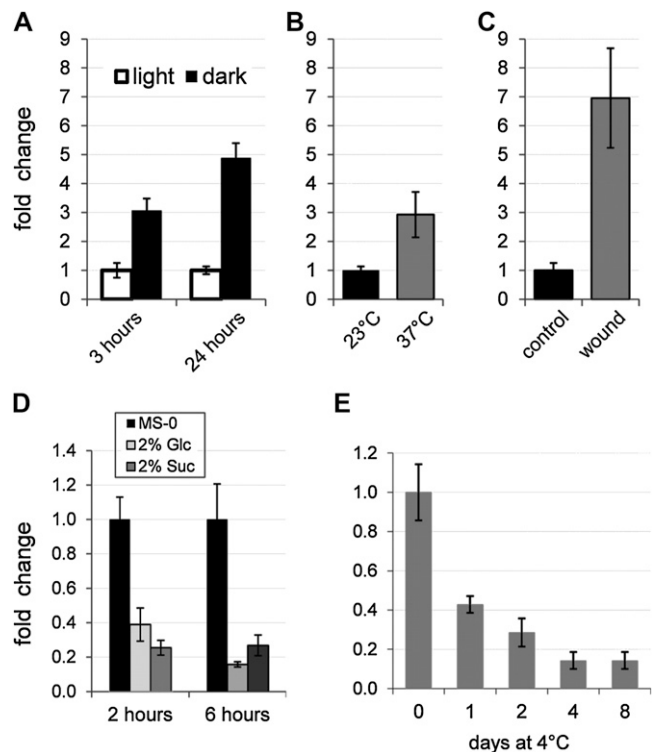 A
fold change
9
8
7
6
5
4
3
2
1
0
light dark
3 hours
24 hours
B
9
8
7
6
5
4
3
2
1
0
23°C
37°C
C
9
8
7
6
5
4
3
2
1
0
control
wound
D
MS-0
2% Glc
2% Suc
fold change
1.4
1.2
1.0
0.8
0.6
0.4
0.2
0.0
2 hours
6 hours
E
1.2
1.0
0.8
0.6
0.4
0.2
0.0
0 1 2 4 8
days at 4°C